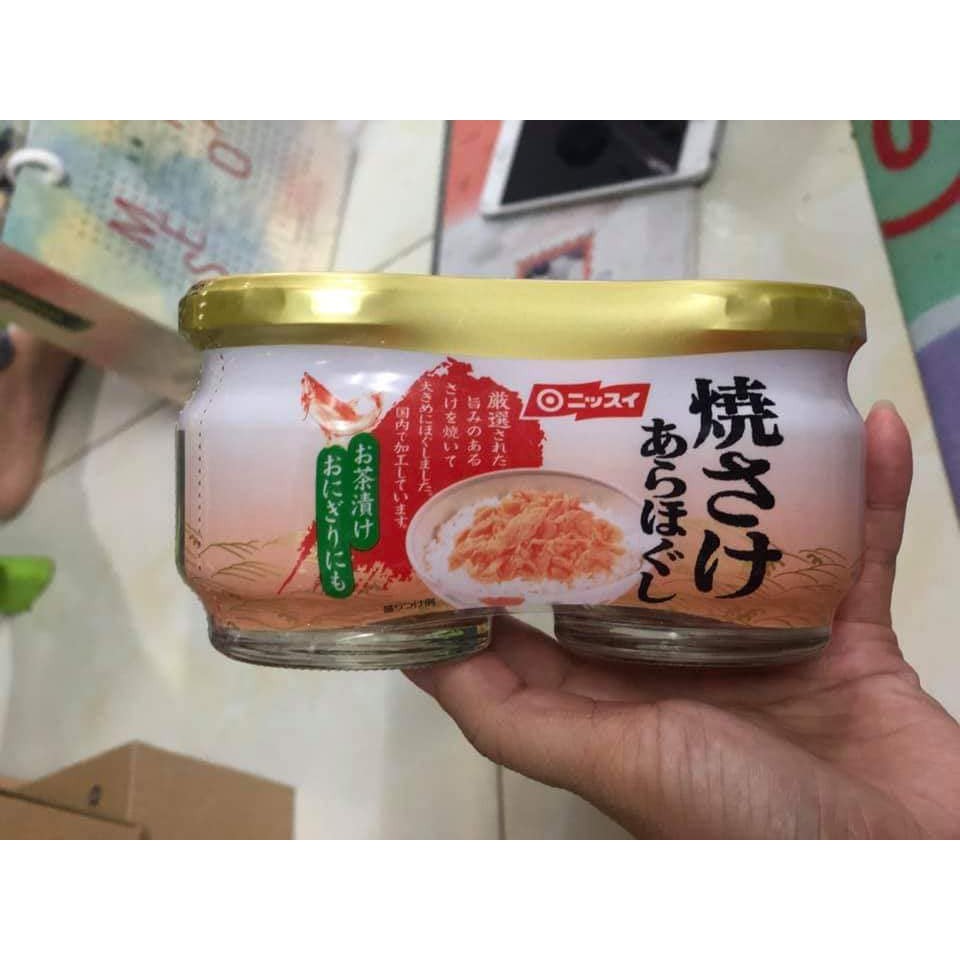 焼さけ
あらほぐし
ニッスイ
厳選された
旨みのある
さけを焼いて
大きめにほぐしました。
国内で加工しています。
お茶漬け
おにぎりにも
盛りつけ例